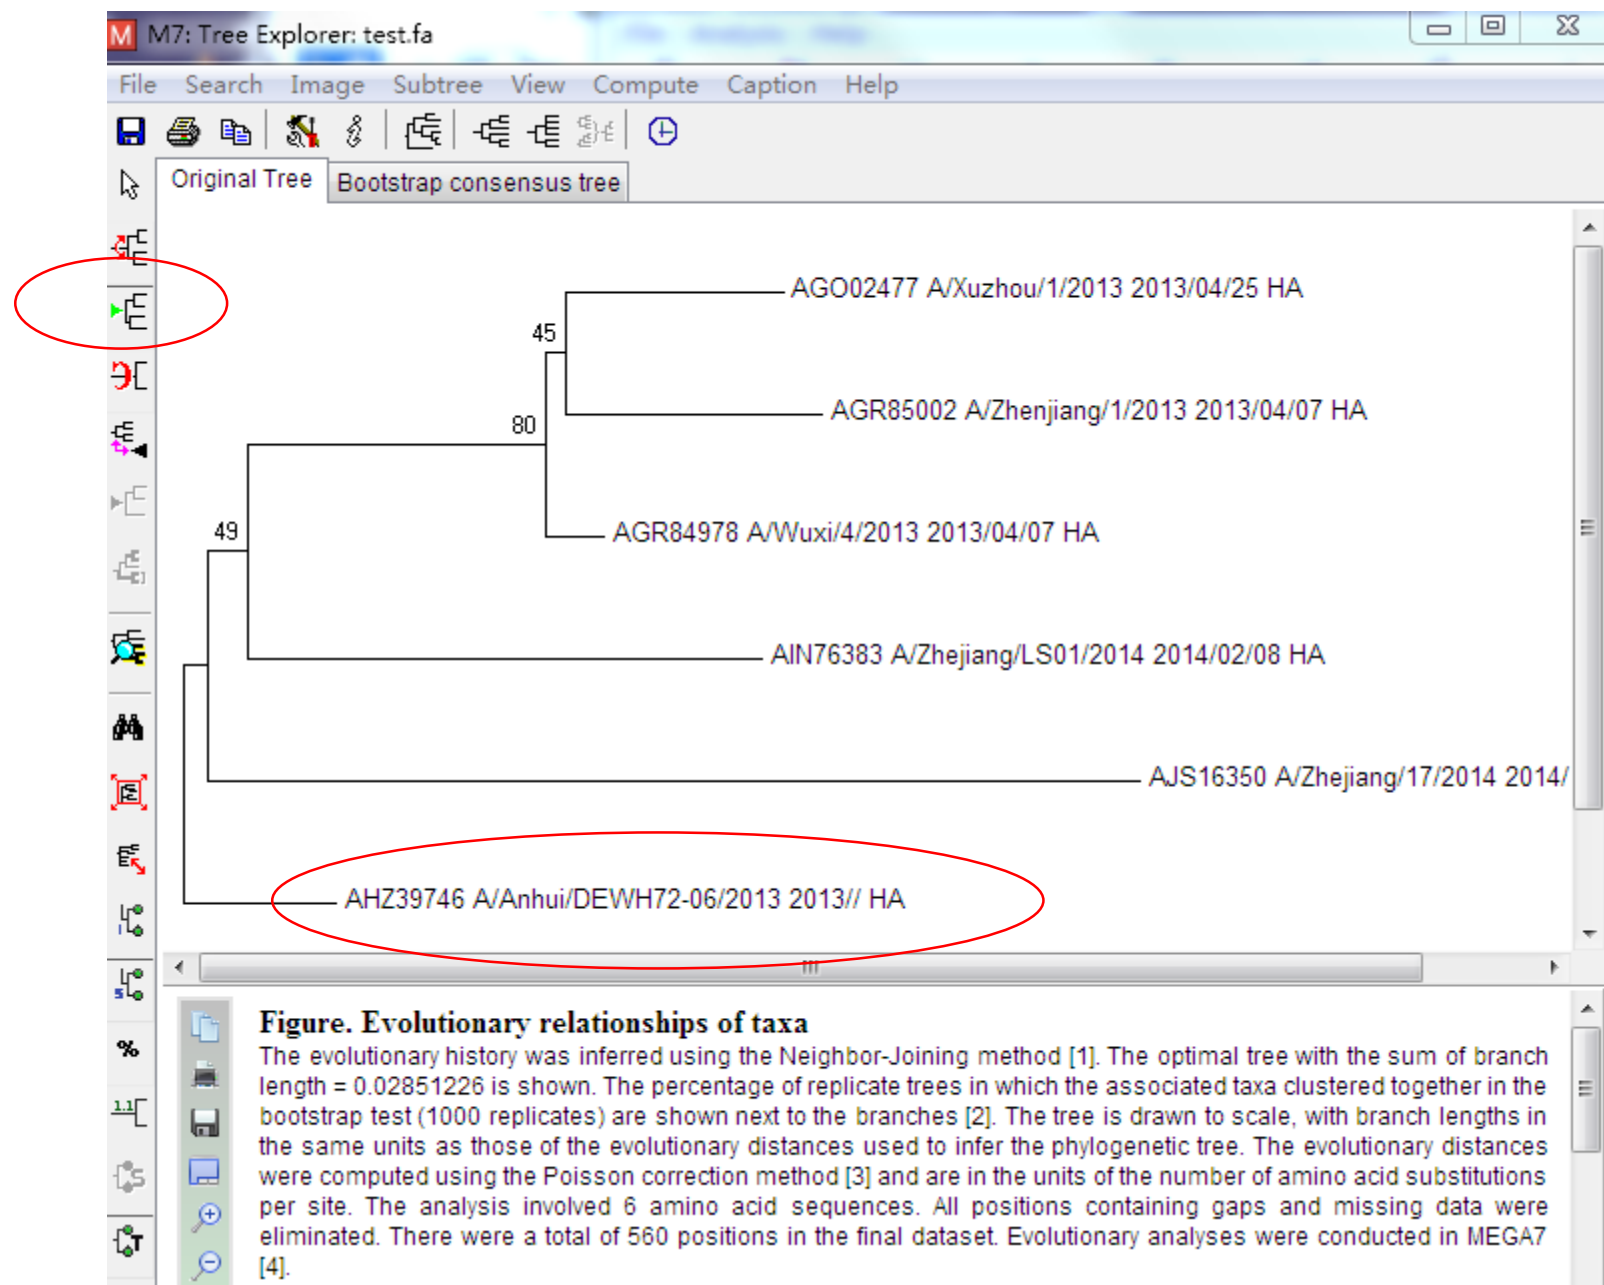 M M7: Tree Explorer: test.fa
File Search Image Subtree View Compute Caption Help
Original Tree Bootstrap consensus tree
AGO02477 A/Xuzhou/1/2013 2013/04/25 HA
45
AGR85002 A/Zhenjiang/1/2013 2013/04/07 HA
80
AGR84978 A/Wuxi/4/2013 2013/04/07 HA
49
AIN76383 A/Zhejiang/LS01/2014 2014/02/08 HA
AJS16350 A/Zhejiang/17/2014 2014/
AHZ39746 A/Anhui/DEWH72-06/2013 2013// HA
Figure. Evolutionary relationships of taxa
The evolutionary history was inferred using the Neighbor-Joining method [1]. The optimal tree with the sum of branch
length = 0.02851226 is shown. The percentage of replicate trees in which the associated taxa clustered together in the
bootstrap test (1000 replicates) are shown next to the branches [2]. The tree is drawn to scale, with branch lengths in
the same units as those of the evolutionary distances used to infer the phylogenetic tree. The evolutionary distances
were computed using the Poisson correction method [3] and are in the units of the number of amino acid substitutions
per site. The analysis involved 6 amino acid sequences. All positions containing gaps and missing data were
eliminated. There were a total of 560 positions in the final dataset. Evolutionary analyses were conducted in MEGA7
[4].